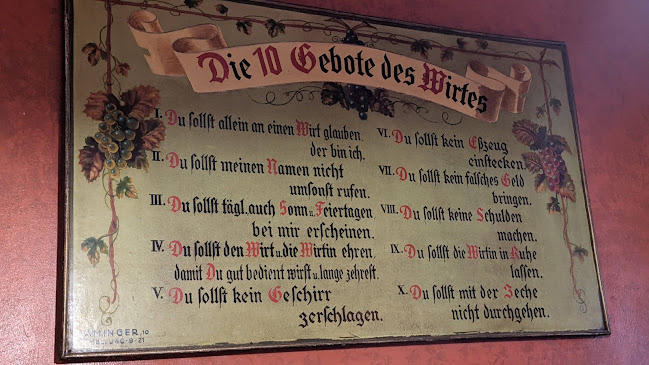 Die 10 Gebote des Wirtes
I. Du sollst allein an einen Wirt glauben.
der bin ich.
II. Du sollst meinen Namen nicht
umsonst rufen.
III. Du sollst tägl. auch Sonn u. Feiertagen
bei mir erscheinen.
IV. Du sollst den Wirt u. die Wirtin ehren,
damit Du gut bedient wirst u. lange zehrest.
V. Du sollst kein Geschirr
zerschlagen.
VI. Du sollst kein Eßzeug
einstecken.
VII. Du sollst kein falsches Geld
bringen.
VIII. Du sollst keine Schulden
machen.
IX. Du sollst die Wirtin in Ruhe
lassen.
X. Du sollst mit der Zeche
nicht durchgehen.